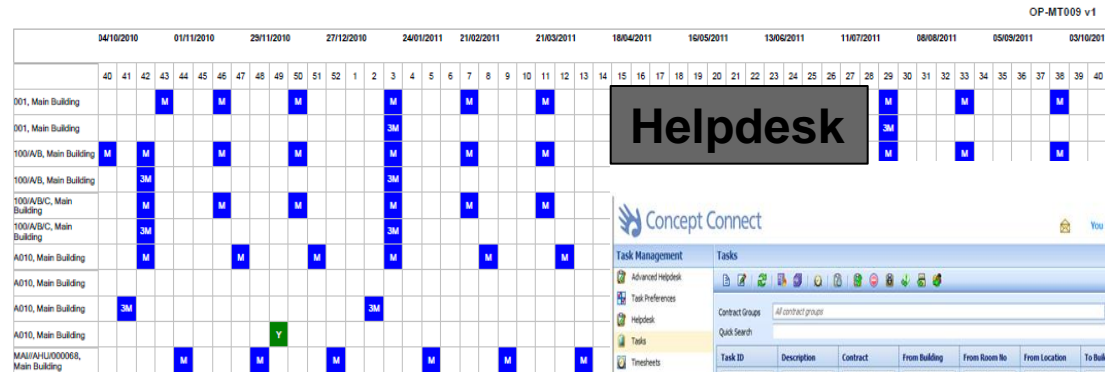 OP-MT009 v1
04/10/2010 01/11/2010 29/11/2010 27/12/2010 24/01/2011 21/02/2011 21/03/2011 18/04/2011 16/05/2011 13/06/2011 11/07/2011 08/08/2011 05/09/2011 03/10/201
40 41 42 43 44 45 46 47 48 49 50 51 52 1 2 3 4 5 6 7 8 9 10 11 12 13 14 15 16 17 18 19 20 21 22 23 24 25 26 27 28 29 30 31 32 33 34 35 36 37 38 39 40
001, Main Building M M M M M M M M M
001, Main Building 3M 3M
Helpdesk
100/A/B, Main Building M M M M M M M M M M
100/A/B, Main Building 3M 3M
100/A/B/C, Main
Building M M M M M M
100/A/B/C, Main
Building 3M 3M
A010, Main Building M M M M M M
A010, Main Building
A010, Main Building 3M 3M
A010, Main Building Y
MAI//AHU/000068,
Main Building M M M M M M
Concept Connect
You
Task Management Tasks
Advanced Helpdesk
Task Preferences
Contract Groups All contract groups
Helpdesk
Quick Search
Tasks
Task ID Description Contract From Building From Room No From Location To Buil
Timesheets